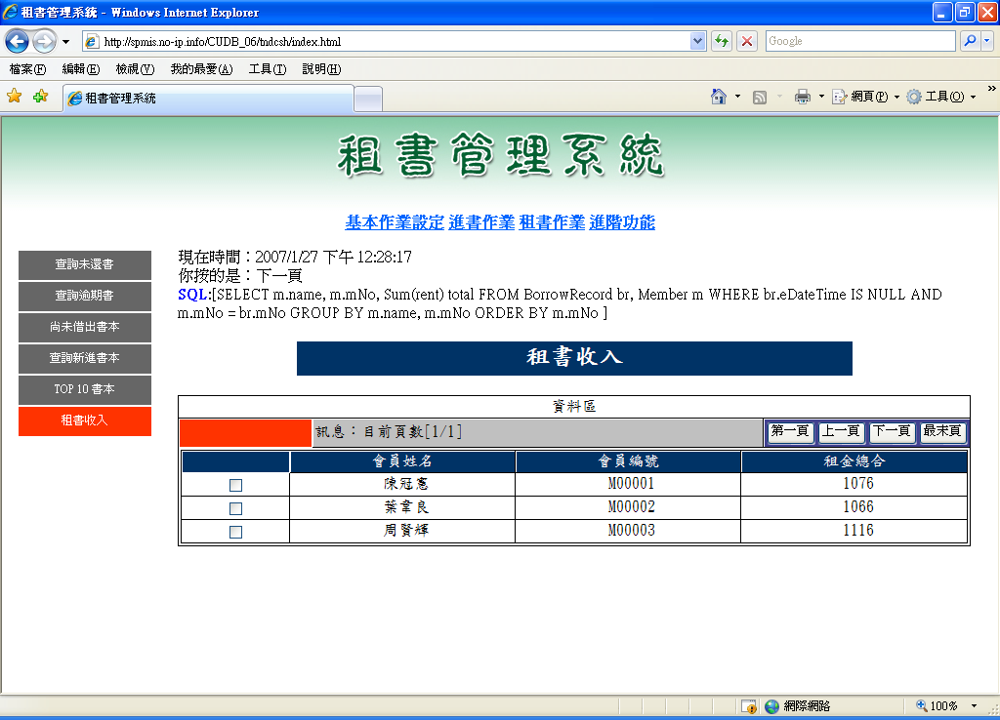 租書管理系統 - Windows Internet Explorer
http://spmis.no-ip.info/CUDB_06/tndcsh/index.html
Google
檔案(F) 編輯(E) 檢視(V) 我的最愛(A) 工具(T) 說明(H)
租書管理系統
網頁(P) 工具(O) »
租書管理系統
基本作業設定 進書作業 租書作業 進階功能
查詢未還書
查詢逾期書
尚未借出書本
查詢新進書本
TOP 10 書本
租書收入
現在時間：2007/1/27 下午 12:28:17
你按的是：下一頁
SQL:[SELECT m.name, m.mNo, Sum(rent) total FROM BorrowRecord br, Member m WHERE br.eDateTime IS NULL AND
m.mNo = br.mNo GROUP BY m.name, m.mNo ORDER BY m.mNo ]
租書收入
資料區
訊息：目前頁數[1/1] 第一頁 上一頁 下一頁 最末頁
會員姓名 會員編號 租金總合
陳冠憲 M00001 1076
葉韋良 M00002 1066
周賢輝 M00003 1116
網際網路 100%